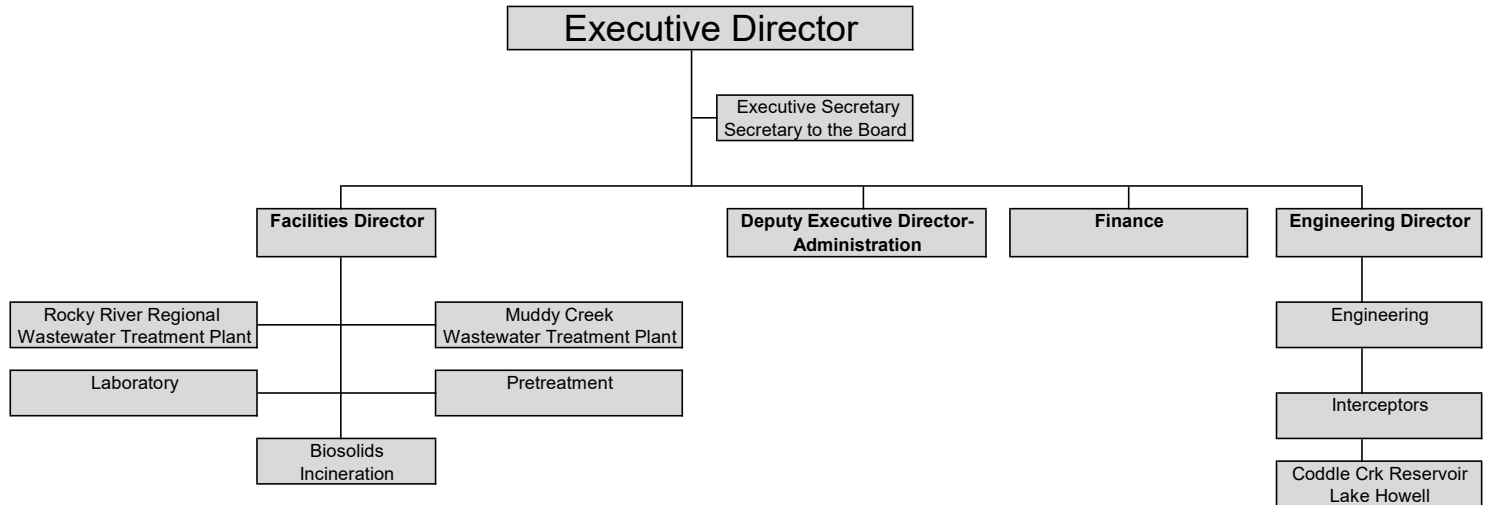 Executive Director
Executive Secretary
Secretary to the Board
Facilities Director
Deputy Executive Director-
Administration
Finance
Engineering Director
Rocky River Regional
Wastewater Treatment Plant
Muddy Creek
Wastewater Treatment Plant
Engineering
Laboratory
Pretreatment
Interceptors
Biosolids
Incineration
Coddle Crk Reservoir
Lake Howell